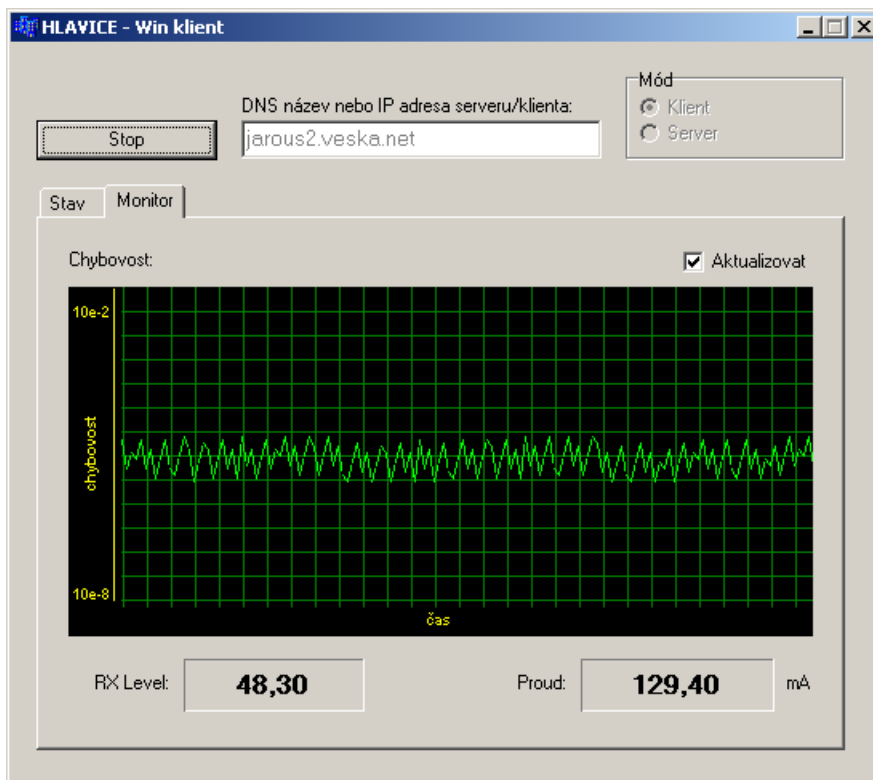 HLAVICE - Win klient
DNS název nebo IP adresa serveru/klienta:
Stop
jarous2.veska.net
Mód
Klient
Server
Stav
Monitor
Chybovost:
Aktualizovat
10e-2
chybovost
10e-8
čas
RX Level:
48,30
Proud:
129,40
mA